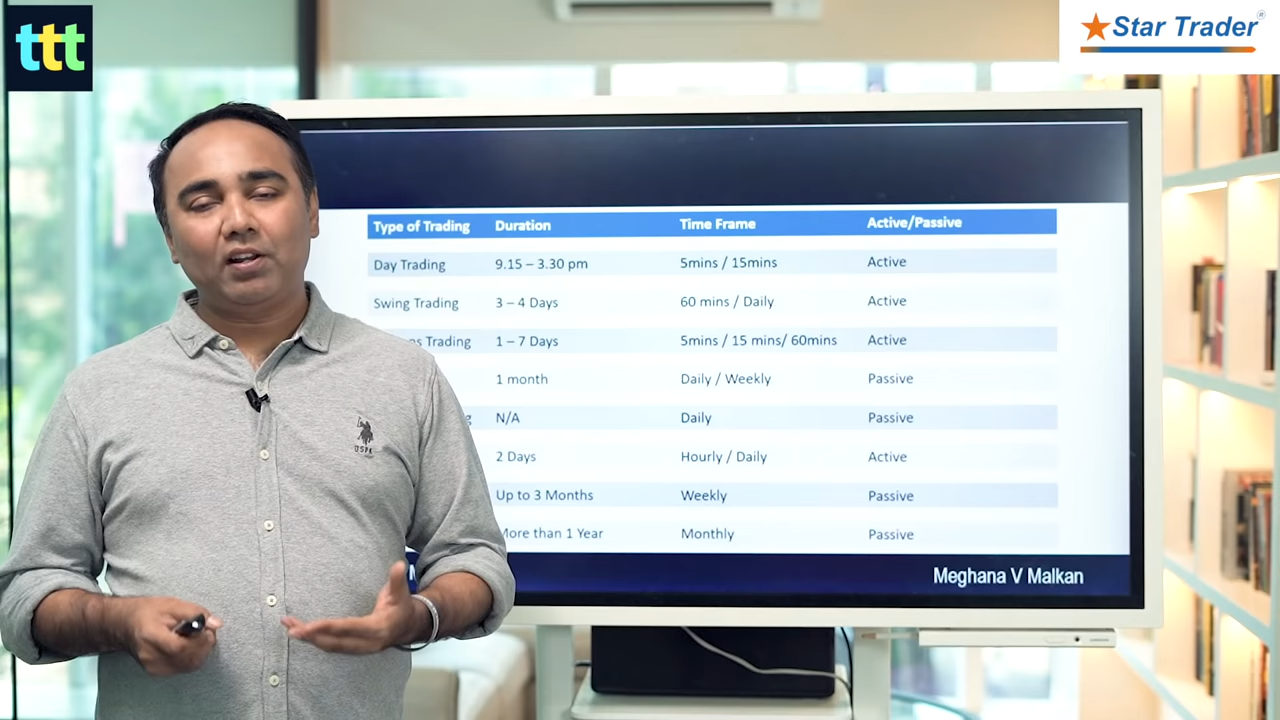 ttt
Star Trader
Type of Trading Duration Time Frame Active/Passive
Day Trading 9.15 – 3.30 pm 5mins / 15mins Active
Swing Trading 3 – 4 Days 60 mins / Daily Active
Trading 1 – 7 Days 5mins / 15 mins/ 60mins Active
1 month Daily / Weekly Passive
N/A Daily Passive
2 Days Hourly / Daily Active
Up to 3 Months Weekly Passive
More than 1 Year Monthly Passive
Meghana V Malkan
USPA